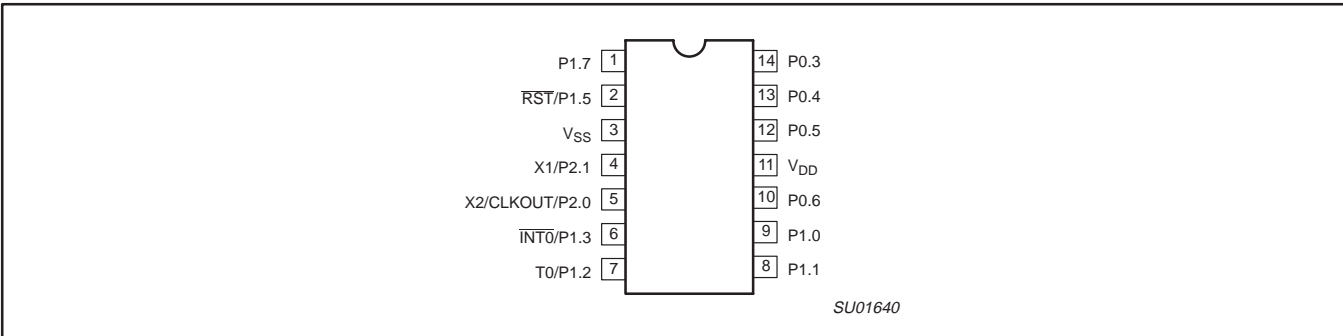 P1.7 1 14 P0.3
RST/P1.5 2 13 P0.4
VSS 3 12 P0.5
X1/P2.1 4 11 VDD
X2/CLKOUT/P2.0 5 10 P0.6
INT0/P1.3 6 9 P1.0
T0/P1.2 7 8 P1.1
SU01640